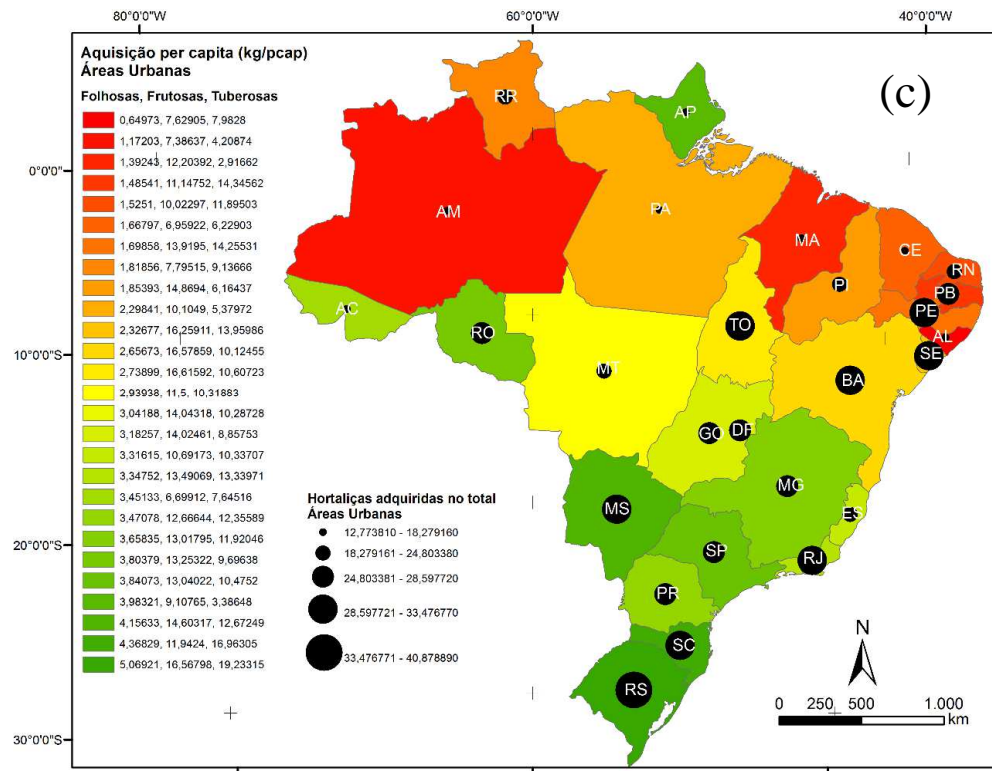 80°0'0"W 60°0'0"W 40°0'0"W
Aquisição per capita (kg/pcap)
Áreas Urbanas
Folhosas, Frutosas, Tuberosas
0,64973, 7,62905, 7,9828
1,17203, 7,38637, 4,20874
1,39243, 12,20392, 2,91662
1,48541, 11,14752, 14,34562
1,5251, 10,02297, 11,89503
1,66797, 6,95922, 6,22903
1,69858, 13,9195, 14,25531
1,81856, 7,79515, 9,13666
1,85393, 14,8694, 6,16437
2,29841, 10,1049, 5,37972
2,32677, 16,25911, 13,95986
2,65673, 16,57859, 10,12455
2,73899, 16,61592, 10,60723
2,93938, 11,5, 10,31883
3,04188, 14,04318, 10,28728
3,18257, 14,02461, 8,85753
3,31615, 10,69173, 10,33707
3,34752, 13,49069, 13,33971
3,45133, 6,69912, 7,64516
3,47078, 12,66644, 12,35589
3,65835, 13,01795, 11,92046
3,80379, 13,25322, 9,69638
3,84073, 13,04022, 10,4752
3,98321, 9,10765, 3,38648
4,15633, 14,60317, 12,67249
4,36829, 11,9424, 16,96305
5,06921, 16,56798, 19,23315
Hortaliças adquiridas no total
Áreas Urbanas
12,773810 - 18,279160
18,279161 - 24,803380
24,803381 - 28,597720
28,597721 - 33,476770
33,476771 - 40,878890
(c)
RR
AP
AM
PA
MA
CE
RN
PB
PI
PE
AL
SE
AC
RO
TO
BA
MT
GO
DF
MG
ES
MS
SP
RJ
PR
SC
RS
N
0°0'0"
10°0'0"S
20°0'0"S
30°0'0"S
0 250 500 1.000
km